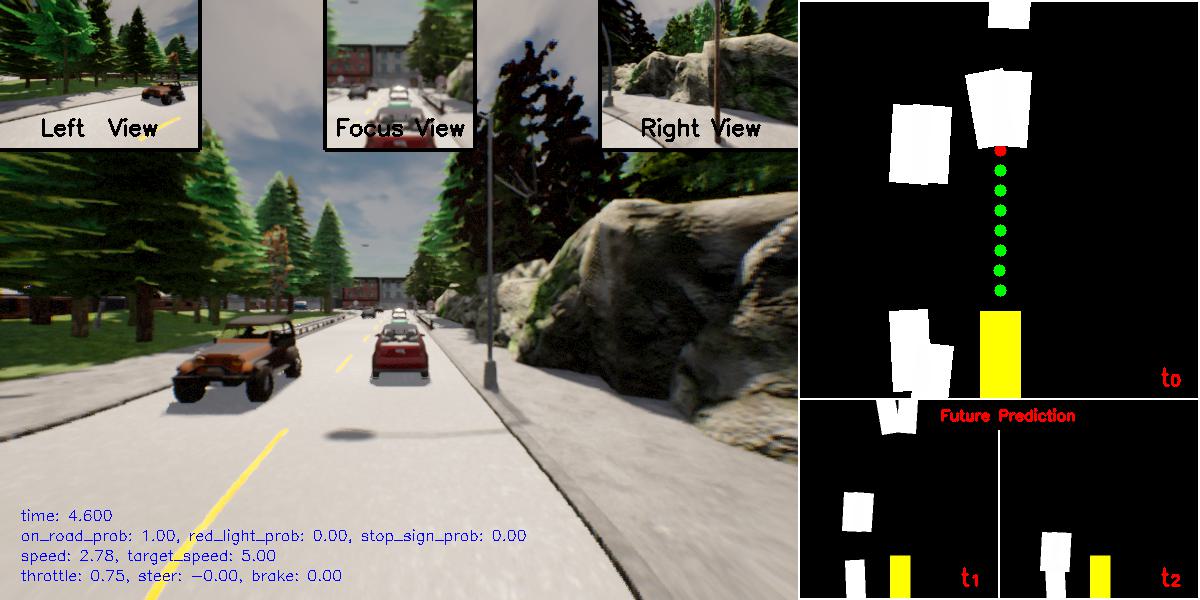 Left View
Focus View
Right View
t0
Future Prediction
t1
t2
time: 4.600
on_road_prob: 1.00, red_light_prob: 0.00, stop_sign_prob: 0.00
speed: 2.78, target_speed: 5.00
throttle: 0.75, steer: -0.00, brake: 0.00